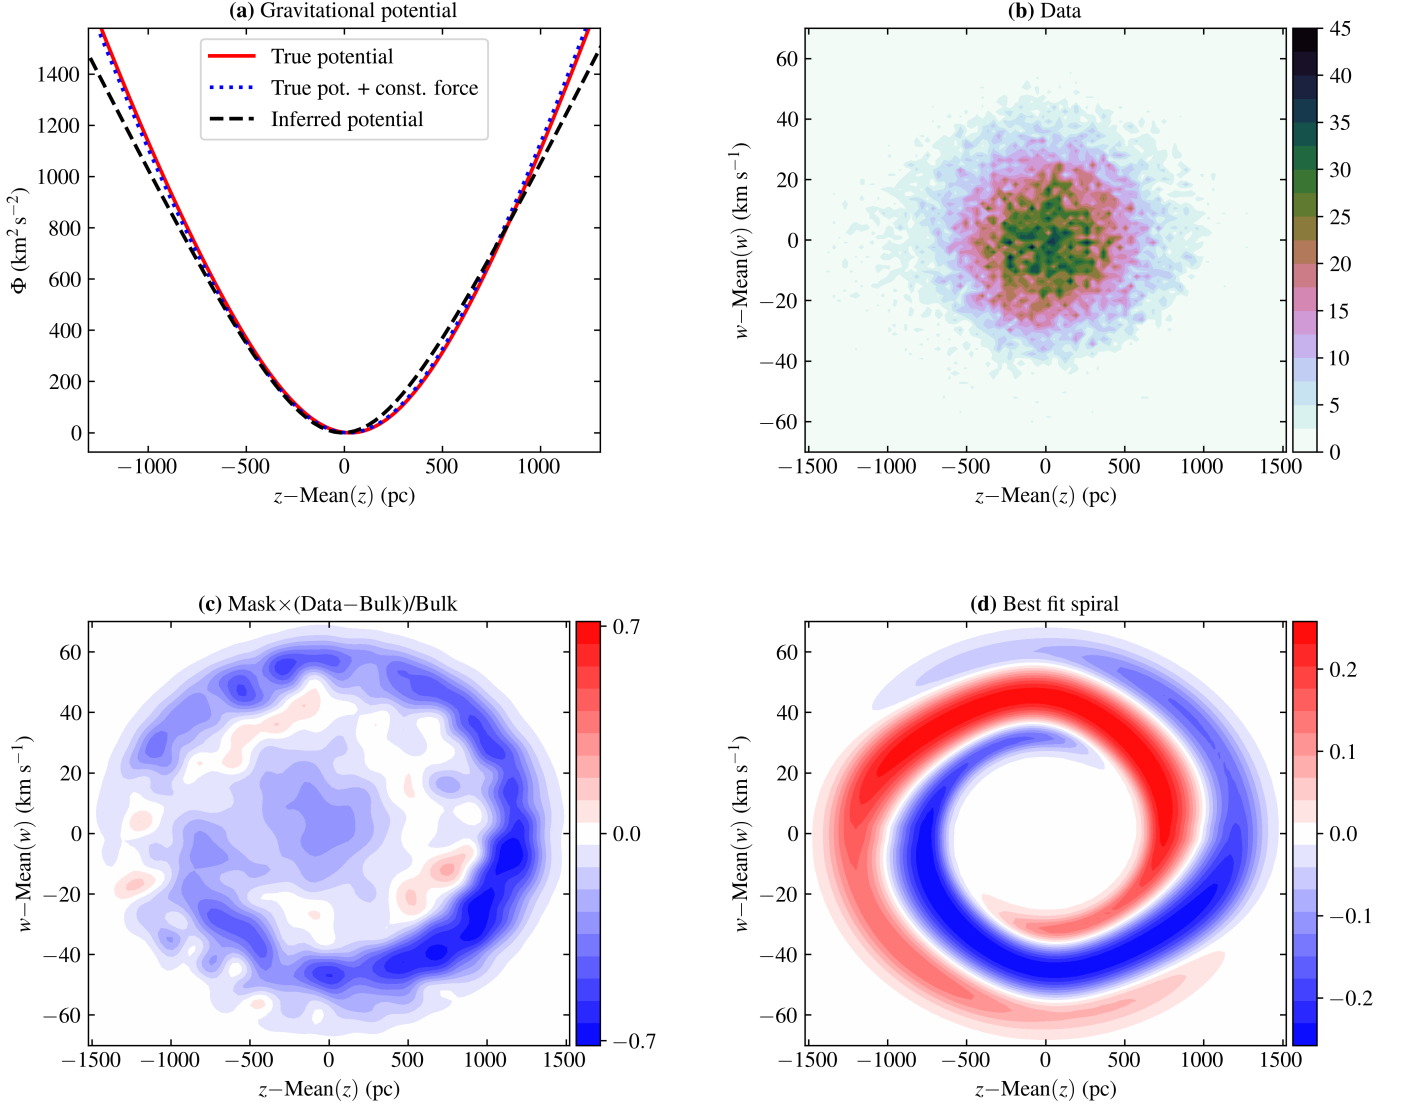 (a) Gravitational potential
True potential
True pot. + const. force
Inferred potential
1400
1200
1000
800
600
400
200
0
Φ (km² s⁻²)
−1000 −500 0 500 1000
z−Mean(z) (pc)
(b) Data
60
40
20
0
−20
−40
−60
w−Mean(w) (km s⁻¹)
−1500 −1000 −500 0 500 1000 1500
z−Mean(z) (pc)
45
40
35
30
25
20
15
10
5
0
(c) Mask×(Data−Bulk)/Bulk
60
40
20
0
−20
−40
−60
w−Mean(w) (km s⁻¹)
−1500 −1000 −500 0 500 1000 1500
z−Mean(z) (pc)
0.7
0.0
−0.7
(d) Best fit spiral
60
40
20
0
−20
−40
−60
w−Mean(w) (km s⁻¹)
−1500 −1000 −500 0 500 1000 1500
z−Mean(z) (pc)
0.2
0.1
0.0
−0.1
−0.2